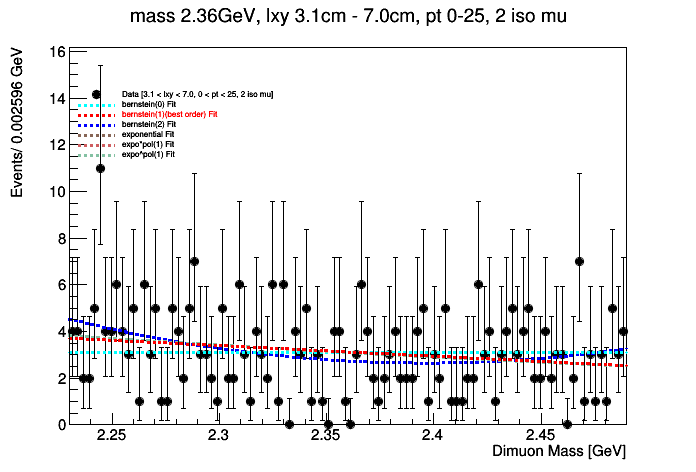 mass 2.36GeV, lxy 3.1cm - 7.0cm, pt 0-25, 2 iso mu
Events/ 0.002596 GeV
16
14
12
10
8
6
4
2
0
Data [3.1 < lxy < 7.0, 0 < pt < 25, 2 iso mu]
bernstein(0) Fit
bernstein(1)(best order) Fit
bernstein(2) Fit
exponential Fit
expo*pol(1) Fit
expo*pol(1) Fit
2.25
2.3
2.35
2.4
2.45
Dimuon Mass [GeV]